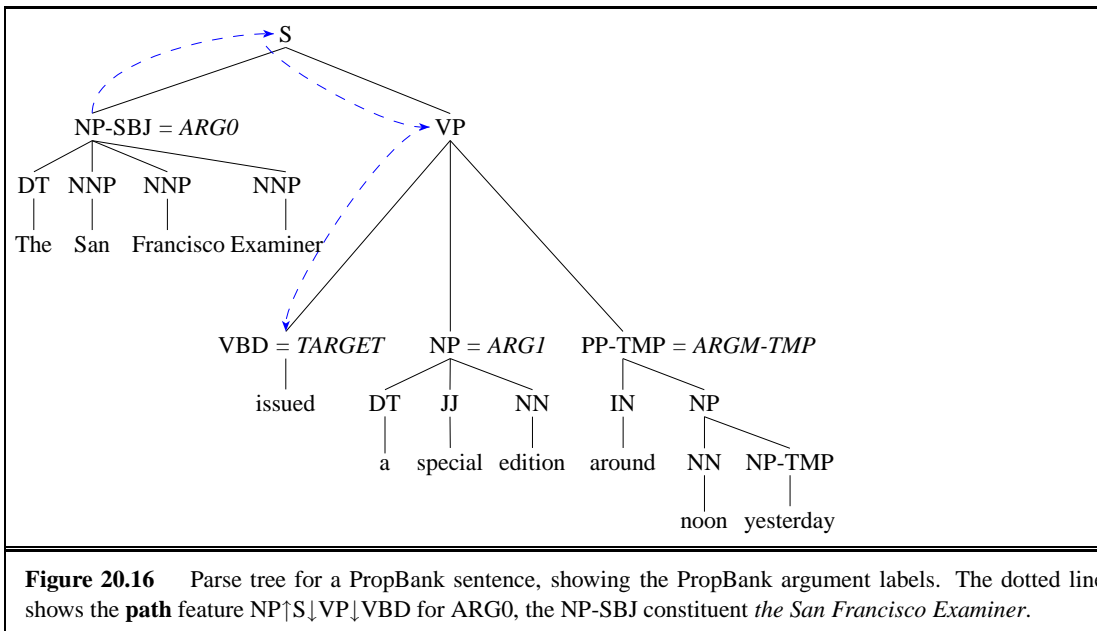 S
NP-SBJ = ARG0 VP
DT NNP NNP NNP
The San Francisco Examiner
VBD = TARGET NP = ARG1 PP-TMP = ARGM-TMP
issued DT JJ NN IN NP
a special edition around NN NP-TMP
noon yesterday
Figure 20.16 Parse tree for a PropBank sentence, showing the PropBank argument labels. The dotted line
shows the path feature NP↑S↓VP↓VBD for ARG0, the NP-SBJ constituent the San Francisco Examiner.